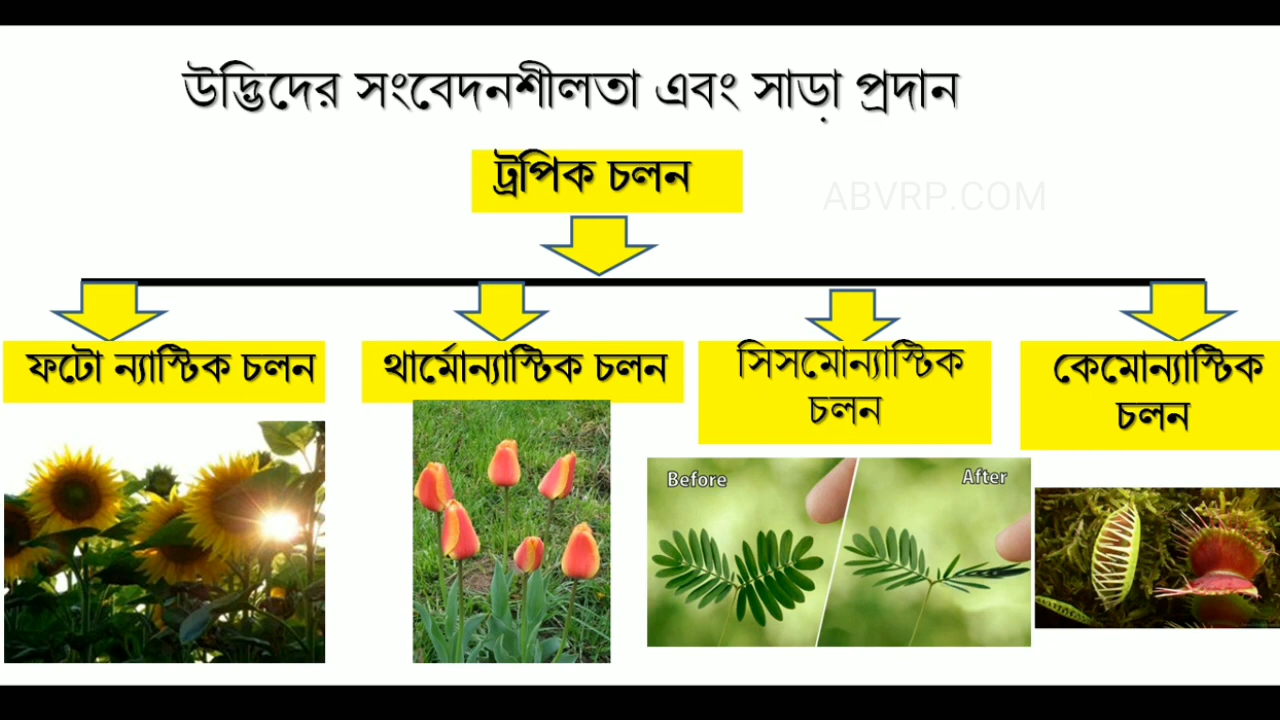 উদ্ভিদের সংবেদনশীলতা এবং সাড়া প্রদান
ট্রপিক চলন
ABVRP.COM
ফটো ন্যাস্টিক চলন
থার্মোন্যাস্টিক চলন
সিসমোন্যাস্টিক
চলন
কেমোন্যাস্টিক
চলন
Before
After